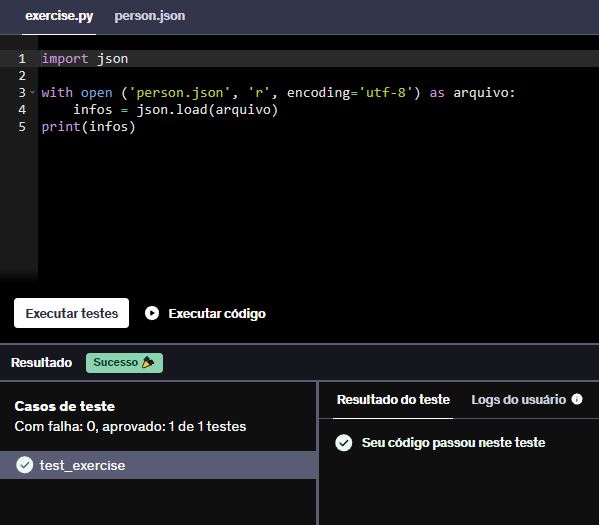 exercise.py person.json
1 import json
2
3 with open ('person.json', 'r', encoding='utf-8') as arquivo:
4     infos = json.load(arquivo)
5 print(infos)
Executar testes Executar código
Resultado Sucesso 🎉
Casos de teste
Com falha: 0, aprovado: 1 de 1 testes
test_exercise
Resultado do teste Logs do usuário
Seu código passou neste teste